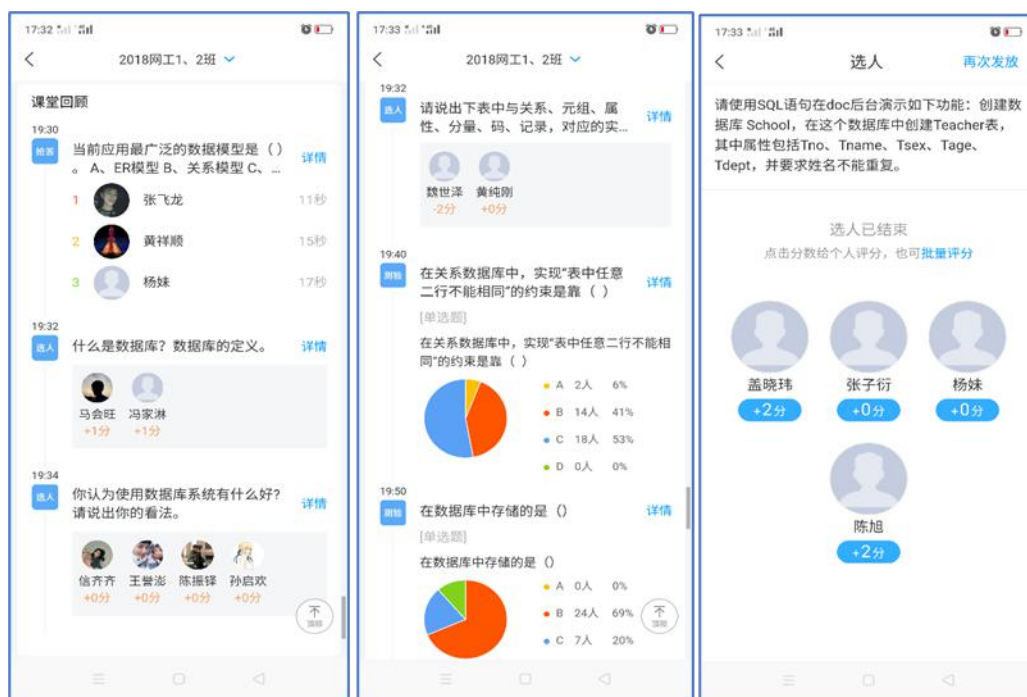 17:32
2018网工1、2班
课堂回顾
19:30
抢答
当前应用最广泛的数据模型是（ ）
。 A、ER模型 B、关系模型 C、...
详情
1 张飞龙 11秒
2 黄祥顺 15秒
3 杨妹 17秒
19:32
选人
什么是数据库？数据库的定义。
详情
马会旺 冯家淋
+1分 +1分
19:34
选人
你认为使用数据库系统有什么好?
请说出你的看法。
详情
信齐齐 王誉澎 陈振铎 孙启欢
+0分 +0分 +0分 +0分
顶部
17:33
2018网工1、2班
19:32
选人
请说出下表中与关系、元组、属
性、分量、码、记录，对应的实...
详情
魏世泽 黄纯刚
-2分 +0分
19:40
测验
在关系数据库中，实现“表中任意
二行不能相同”的约束是靠（ ）
详情
[单选题]
在关系数据库中，实现“表中任意二行不能相
同”的约束是靠（ ）
A 2人 6%
B 14人 41%
C 18人 53%
D 0人 0%
19:50
测验
在数据库中存储的是（）
详情
[单选题]
在数据库中存储的是（）
A 0人 0%
B 24人 69%
C 7人 20%
顶部
17:33
选人
再次发放
请使用SQL语句在doc后台演示如下功能：创建数
据库 School，在这个数据库中创建Teacher表，
其中属性包括Tno、Tname、Tsex、Tage、
Tdept，并要求姓名不能重复。
选人已结束
点击分数给个人评分，也可批量评分
盖晓玮 张子衍 杨妹
+2分 +0分 +0分
陈旭
+2分